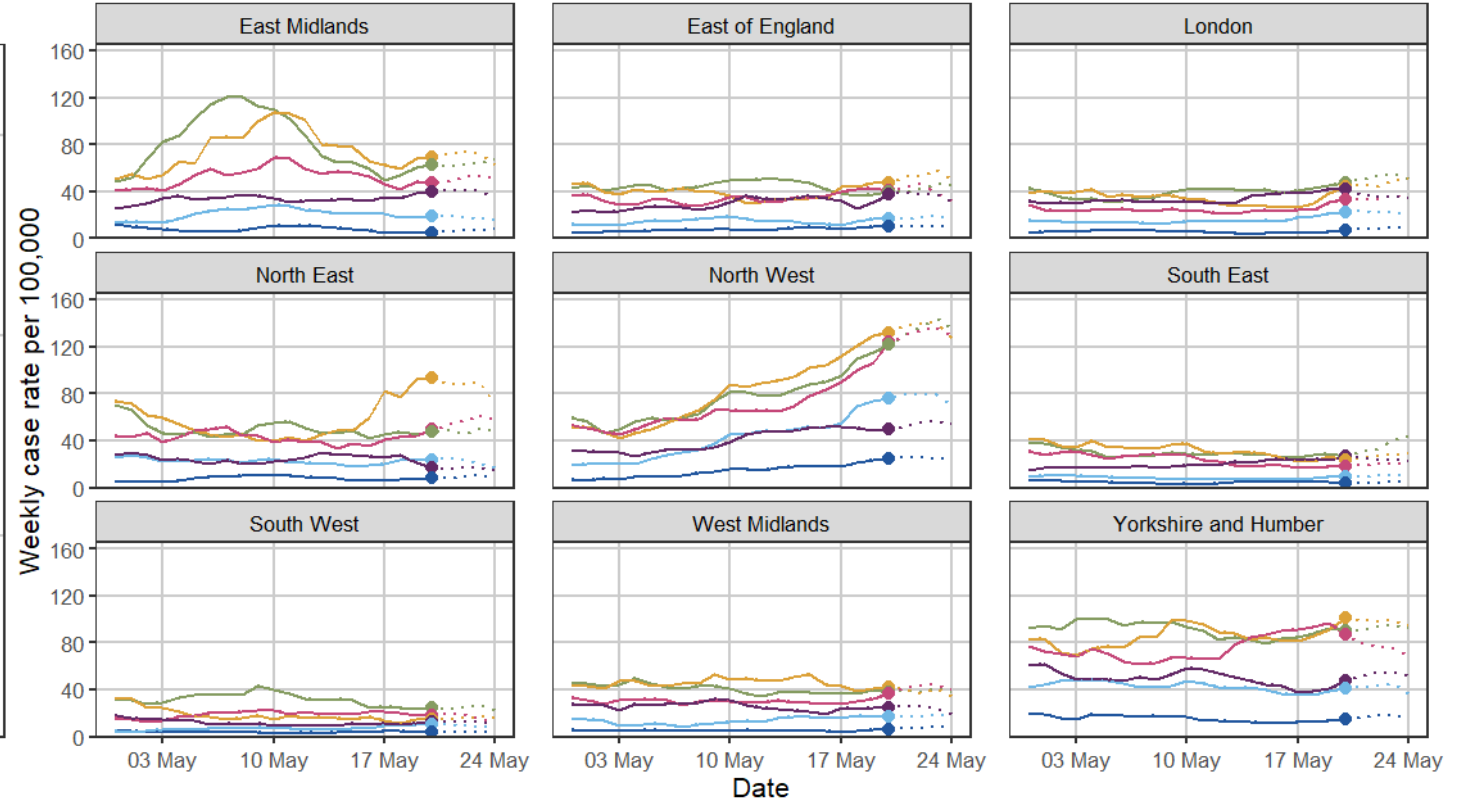 East Midlands
East of England
London
160
120
80
40
0
North East
North West
South East
160
120
80
40
0
South West
West Midlands
Yorkshire and Humber
160
120
80
40
0
03 May 10 May 17 May 24 May
03 May 10 May 17 May 24 May
03 May 10 May 17 May 24 May
Weekly case rate per 100,000
Date